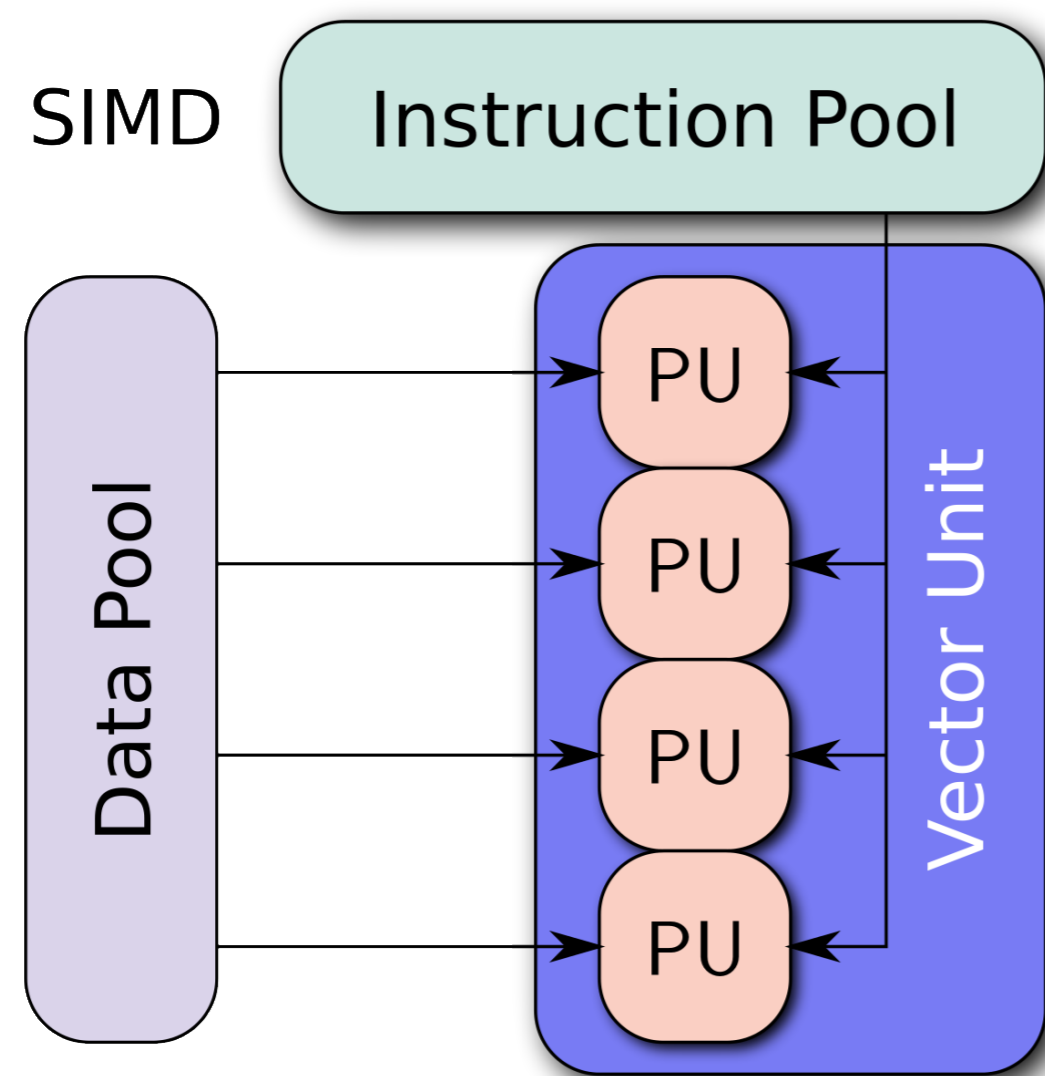 SIMD
Instruction Pool
Data Pool
PU
PU
PU
PU
Vector Unit